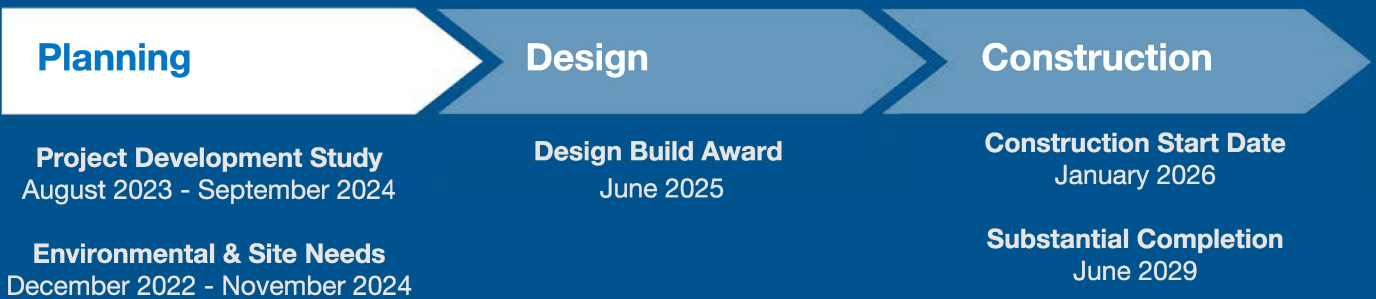 Planning
Project Development Study
August 2023 - September 2024
Environmental & Site Needs
December 2022 - November 2024
Design
Design Build Award
June 2025
Construction
Construction Start Date
January 2026
Substantial Completion
June 2029